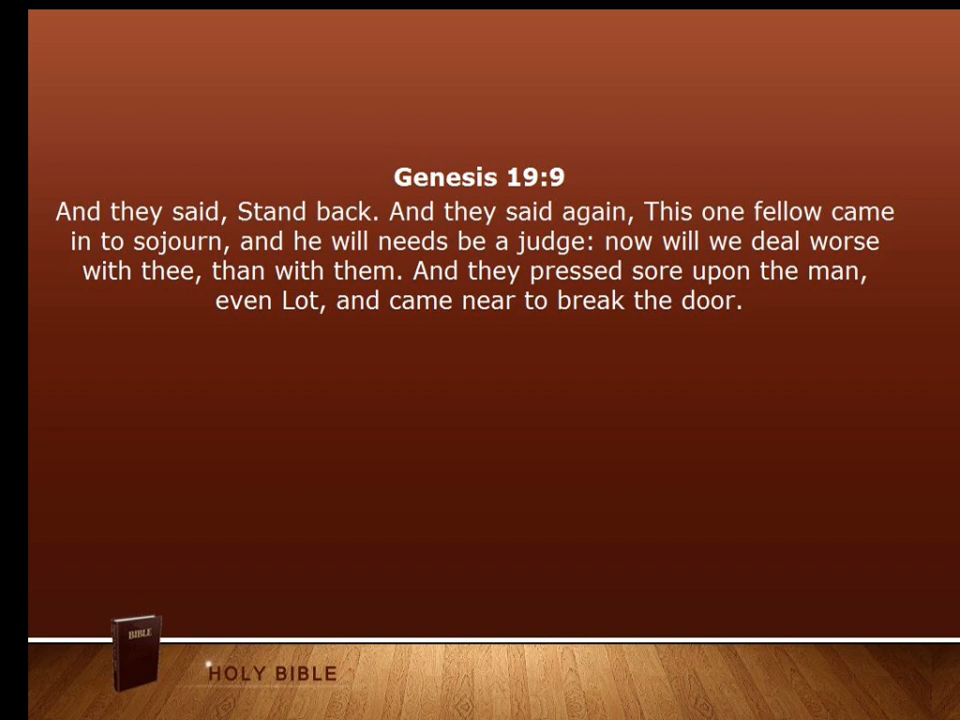 Genesis 19:9
And they said, Stand back. And they said again, This one fellow came
in to sojourn, and he will needs be a judge: now will we deal worse
with thee, than with them. And they pressed sore upon the man,
even Lot, and came near to break the door.
BIBLE
HOLY BIBLE